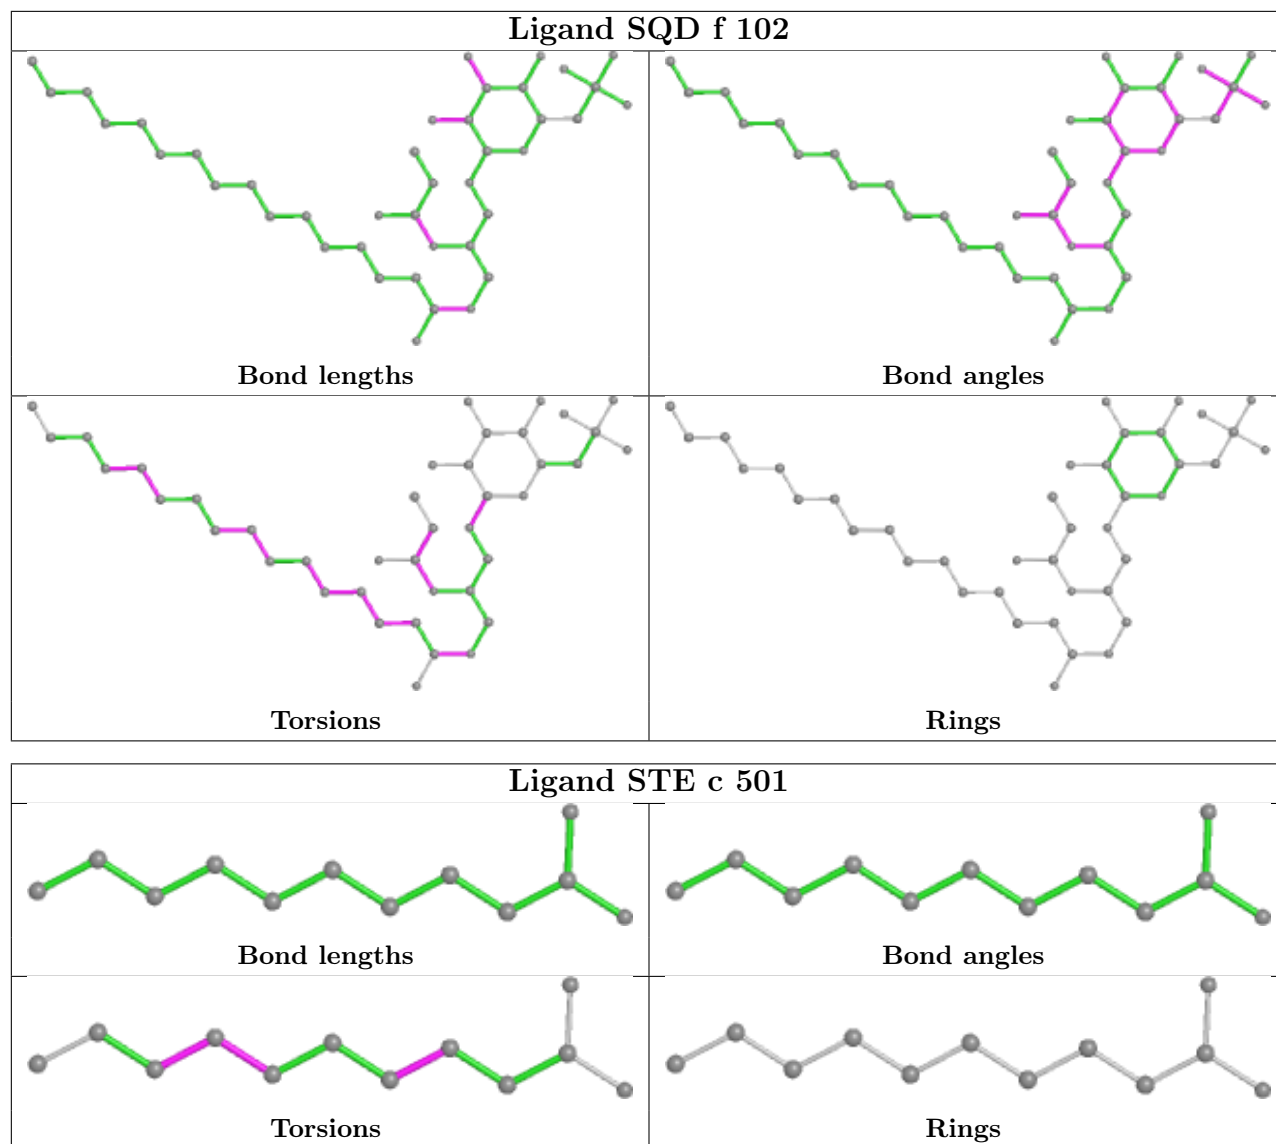 Ligand SQD f 102
Bond lengths
Bond angles
Torsions
Rings
Ligand STE c 501
Bond lengths
Bond angles
Torsions
Rings